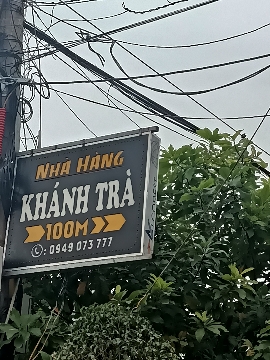 NHÀ HÀNG
KHÁNH TRÀ
100M
: 0949 073 777